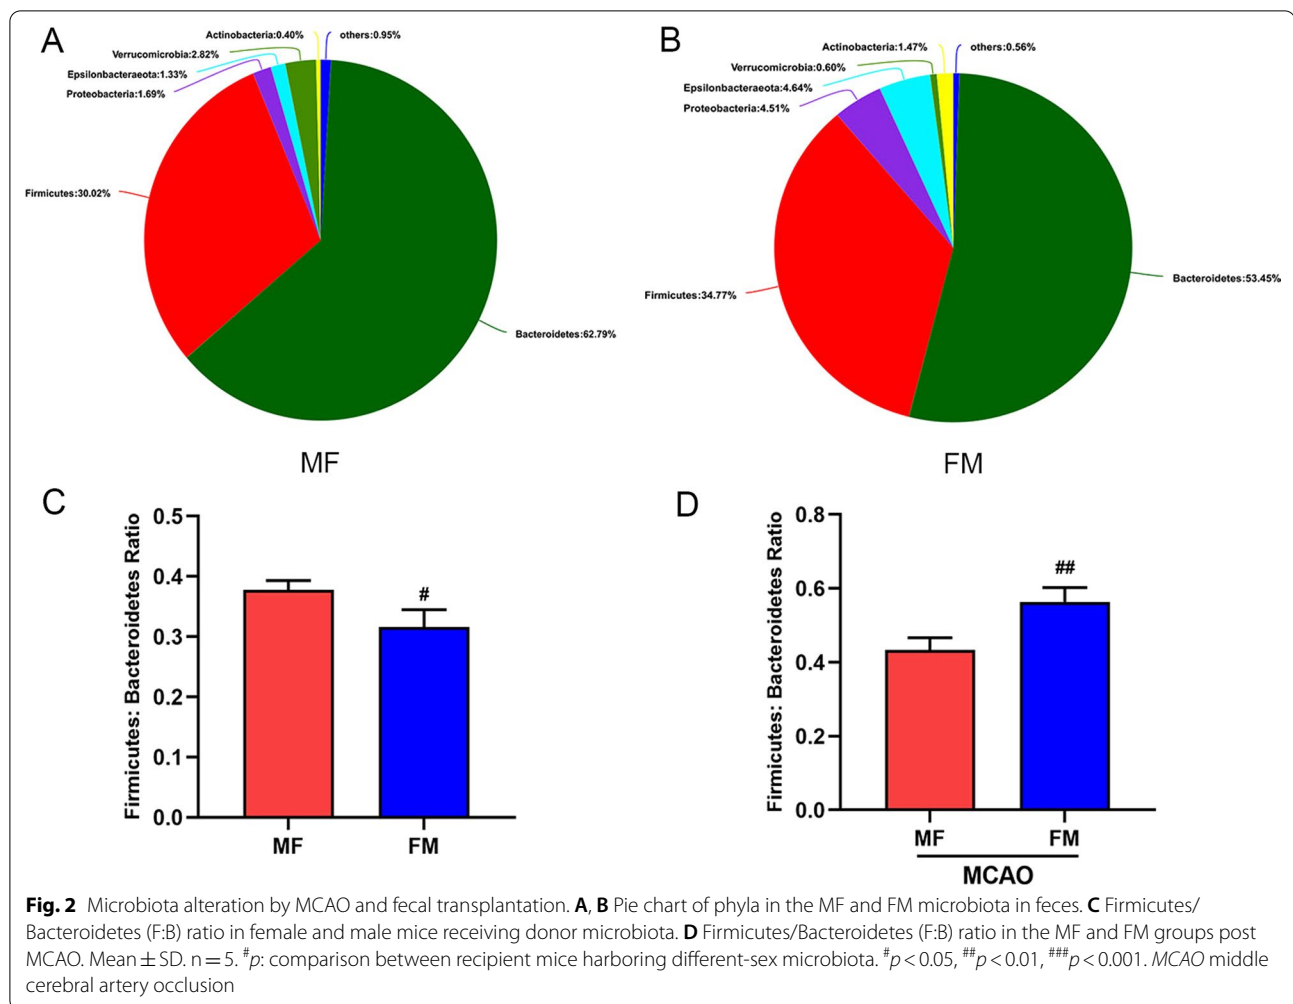 A
Actinobacteria:0.40%
others:0.95%
Verrucomicrobia:2.82%
Epsilonbacteraeota:1.33%
Proteobacteria:1.69%
Firmicutes:30.02%
Bacteroidetes:62.79%
MF
B
Actinobacteria:1.47%
others:0.56%
Verrucomicrobia:0.60%
Epsilonbacteraeota:4.64%
Proteobacteria:4.51%
Firmicutes:34.77%
Bacteroidetes:53.45%
FM
C
Firmicutes: Bacteroidetes Ratio
0.5
0.4
0.3
0.2
0.1
0.0
#
MF FM
D
Firmicutes: Bacteroidetes Ratio
0.8
0.6
0.4
0.2
0.0
##
MF FM
MCAO
Fig. 2 Microbiota alteration by MCAO and fecal transplantation. A, B Pie chart of phyla in the MF and FM microbiota in feces. C Firmicutes/
Bacteroidetes (F:B) ratio in female and male mice receiving donor microbiota. D Firmicutes/Bacteroidetes (F:B) ratio in the MF and FM groups post
MCAO. Mean ± SD. n = 5. #p: comparison between recipient mice harboring different-sex microbiota. #p < 0.05, ##p < 0.01, ###p < 0.001. MCAO middle
cerebral artery occlusion